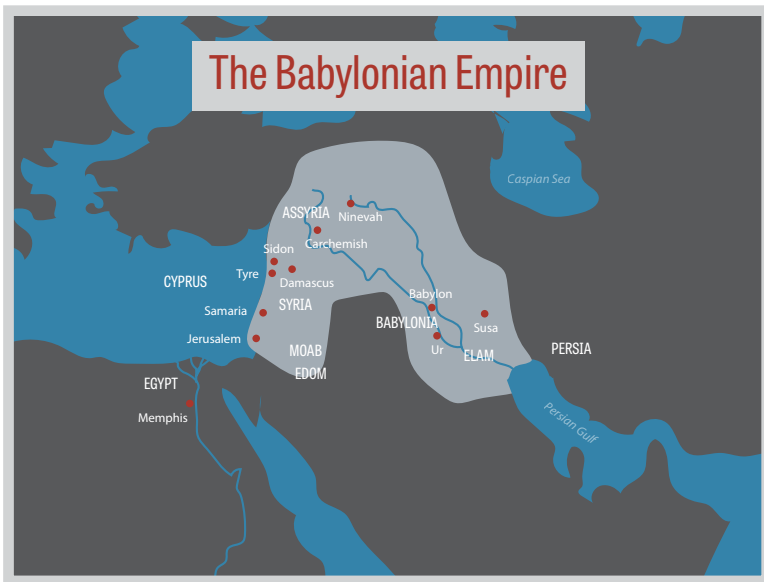 The Babylonian Empire
Caspian Sea
ASSYRIA
Ninevah
Carchemish
Sidon
Tyre
Damascus
CYPRUS
Babylon
Samaria
SYRIA
BABYLONIA
Susa
Jerusalem
Ur
MOAB
ELAM
PERSIA
EDOM
EGYPT
Memphis
Persian Gulf